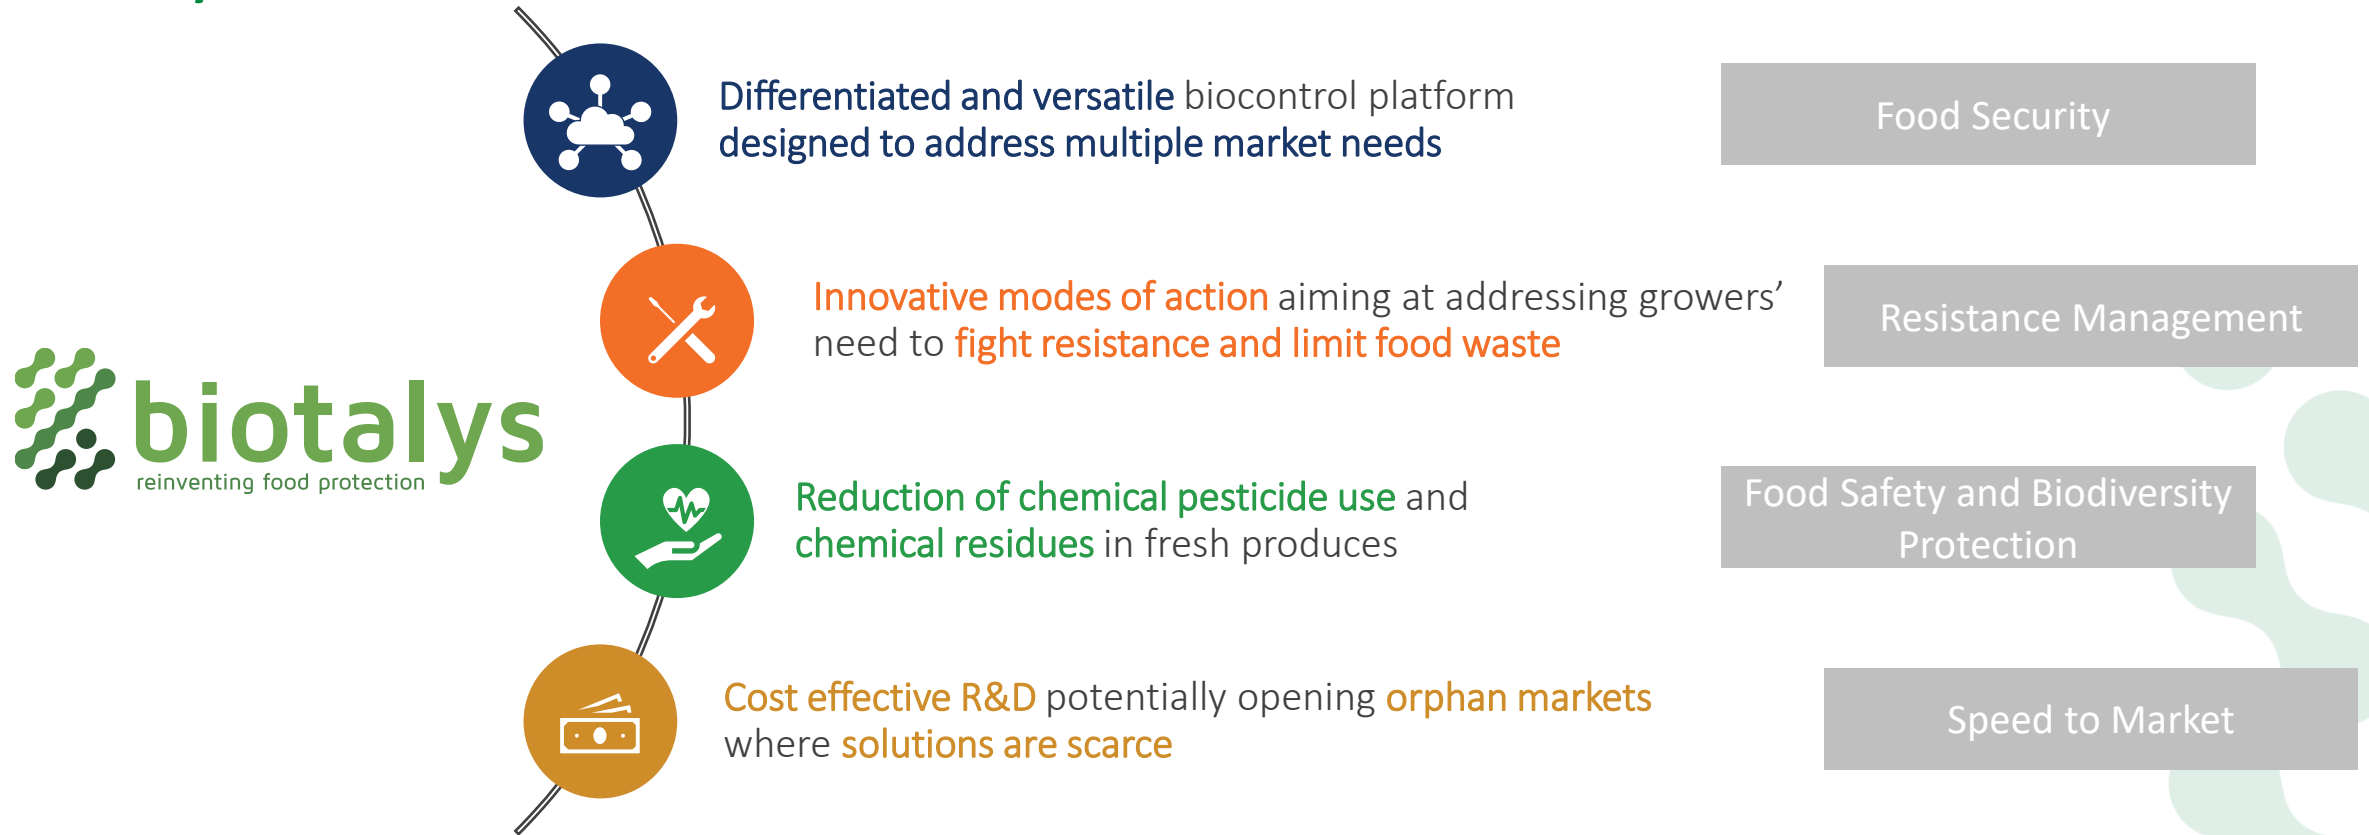 Differentiated and versatile biocontrol platform
designed to address multiple market needs
Food Security
Innovative modes of action aiming at addressing growers’
need to fight resistance and limit food waste
Resistance Management
biotalys
reinventing food protection
Reduction of chemical pesticide use and
chemical residues in fresh produces
Food Safety and Biodiversity
Protection
Cost effective R&D potentially opening orphan markets
where solutions are scarce
Speed to Market